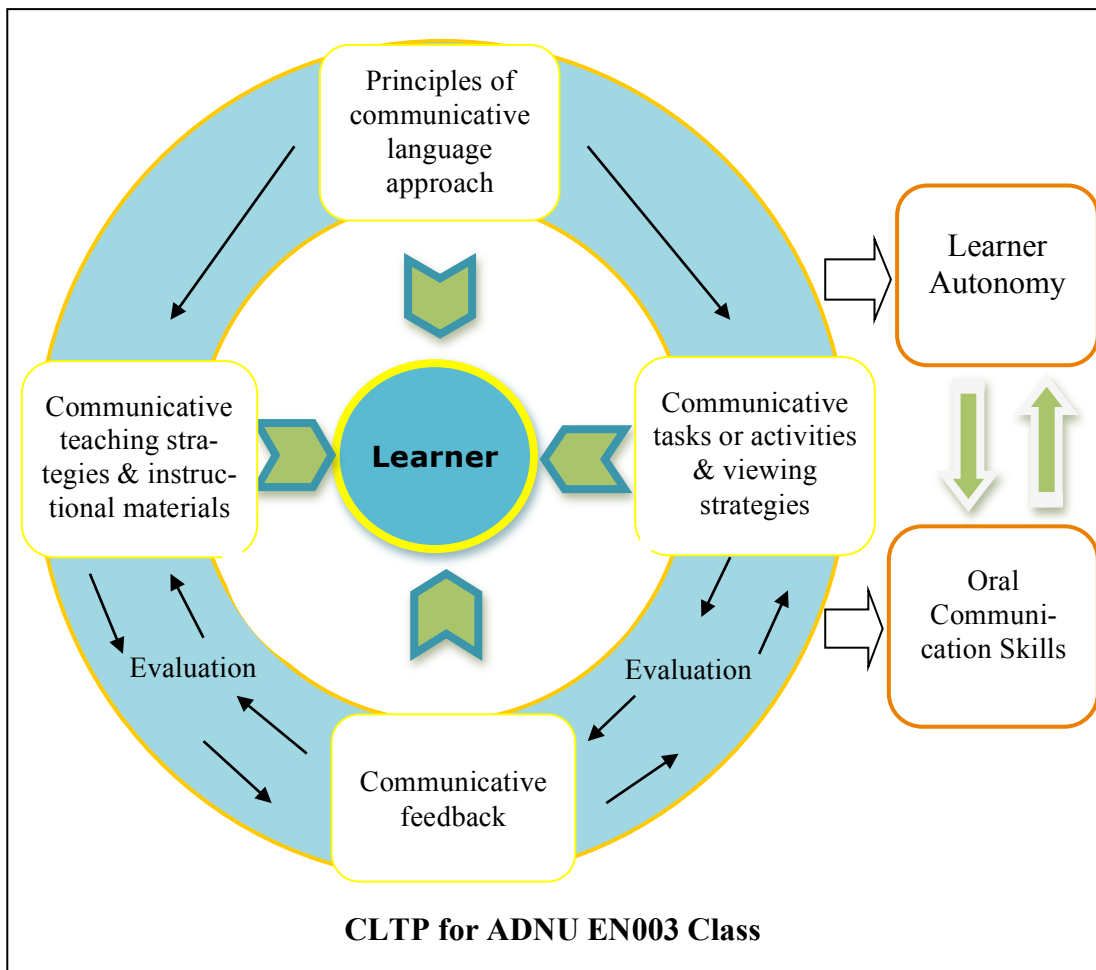 Principles of
communicative
language
approach
Learner
Autonomy
Communicative
teaching stra-
tegies & instruc-
tional materials
Learner
Communicative
tasks or activities
& viewing
strategies
Oral
Communi-
cation Skills
Evaluation
Evaluation
Communicative
feedback
CLTP for ADNU EN003 Class